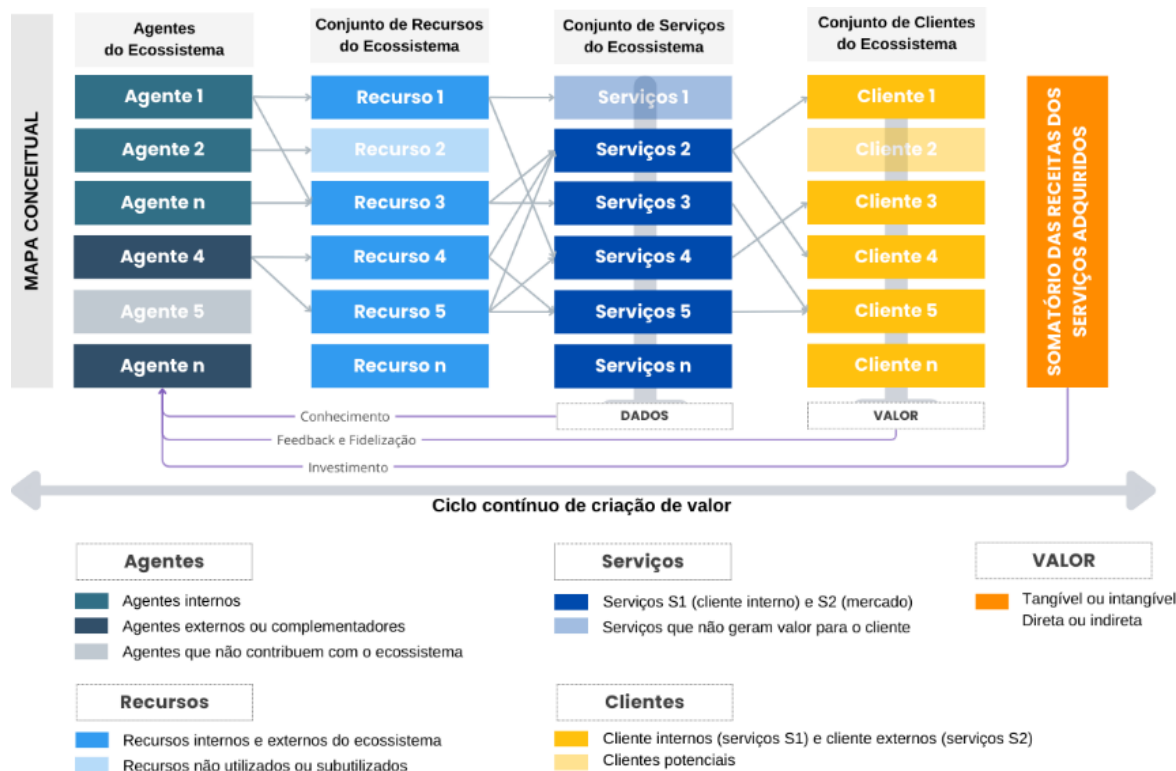 MAPA CONCEITUAL
Agentes
do Ecossistema
Conjunto de Recursos
do Ecossistema
Conjunto de Serviços
do Ecossistema
Conjunto de Clientes
do Ecossistema
Agente 1
Recurso 1
Serviços 1
Cliente 1
Agente 2
Recurso 2
Serviços 2
Cliente 2
Agente n
Recurso 3
Serviços 3
Cliente 3
Agente 4
Recurso 4
Serviços 4
Cliente 4
Agente 5
Recurso 5
Serviços 5
Cliente 5
Agente n
Recurso n
Serviços n
Cliente n
SOMATÓRIO DAS RECEITAS DOS
SERVIÇOS ADQUIRIDOS
Conhecimento
DADOS
VALOR
Feedback e Fidelização
Investimento
Ciclo contínuo de criação de valor
Agentes
Agentes internos
Agentes externos ou complementadores
Agentes que não contribuem com o ecossistema
Serviços
Serviços S1 (cliente interno) e S2 (mercado)
Serviços que não geram valor para o cliente
VALOR
Tangível ou intangível
Direta ou indireta
Recursos
Recursos internos e externos do ecossistema
Recursos não utilizados ou subutilizados
Clientes
Cliente internos (serviços S1) e cliente externos (serviços S2)
Clientes potenciais